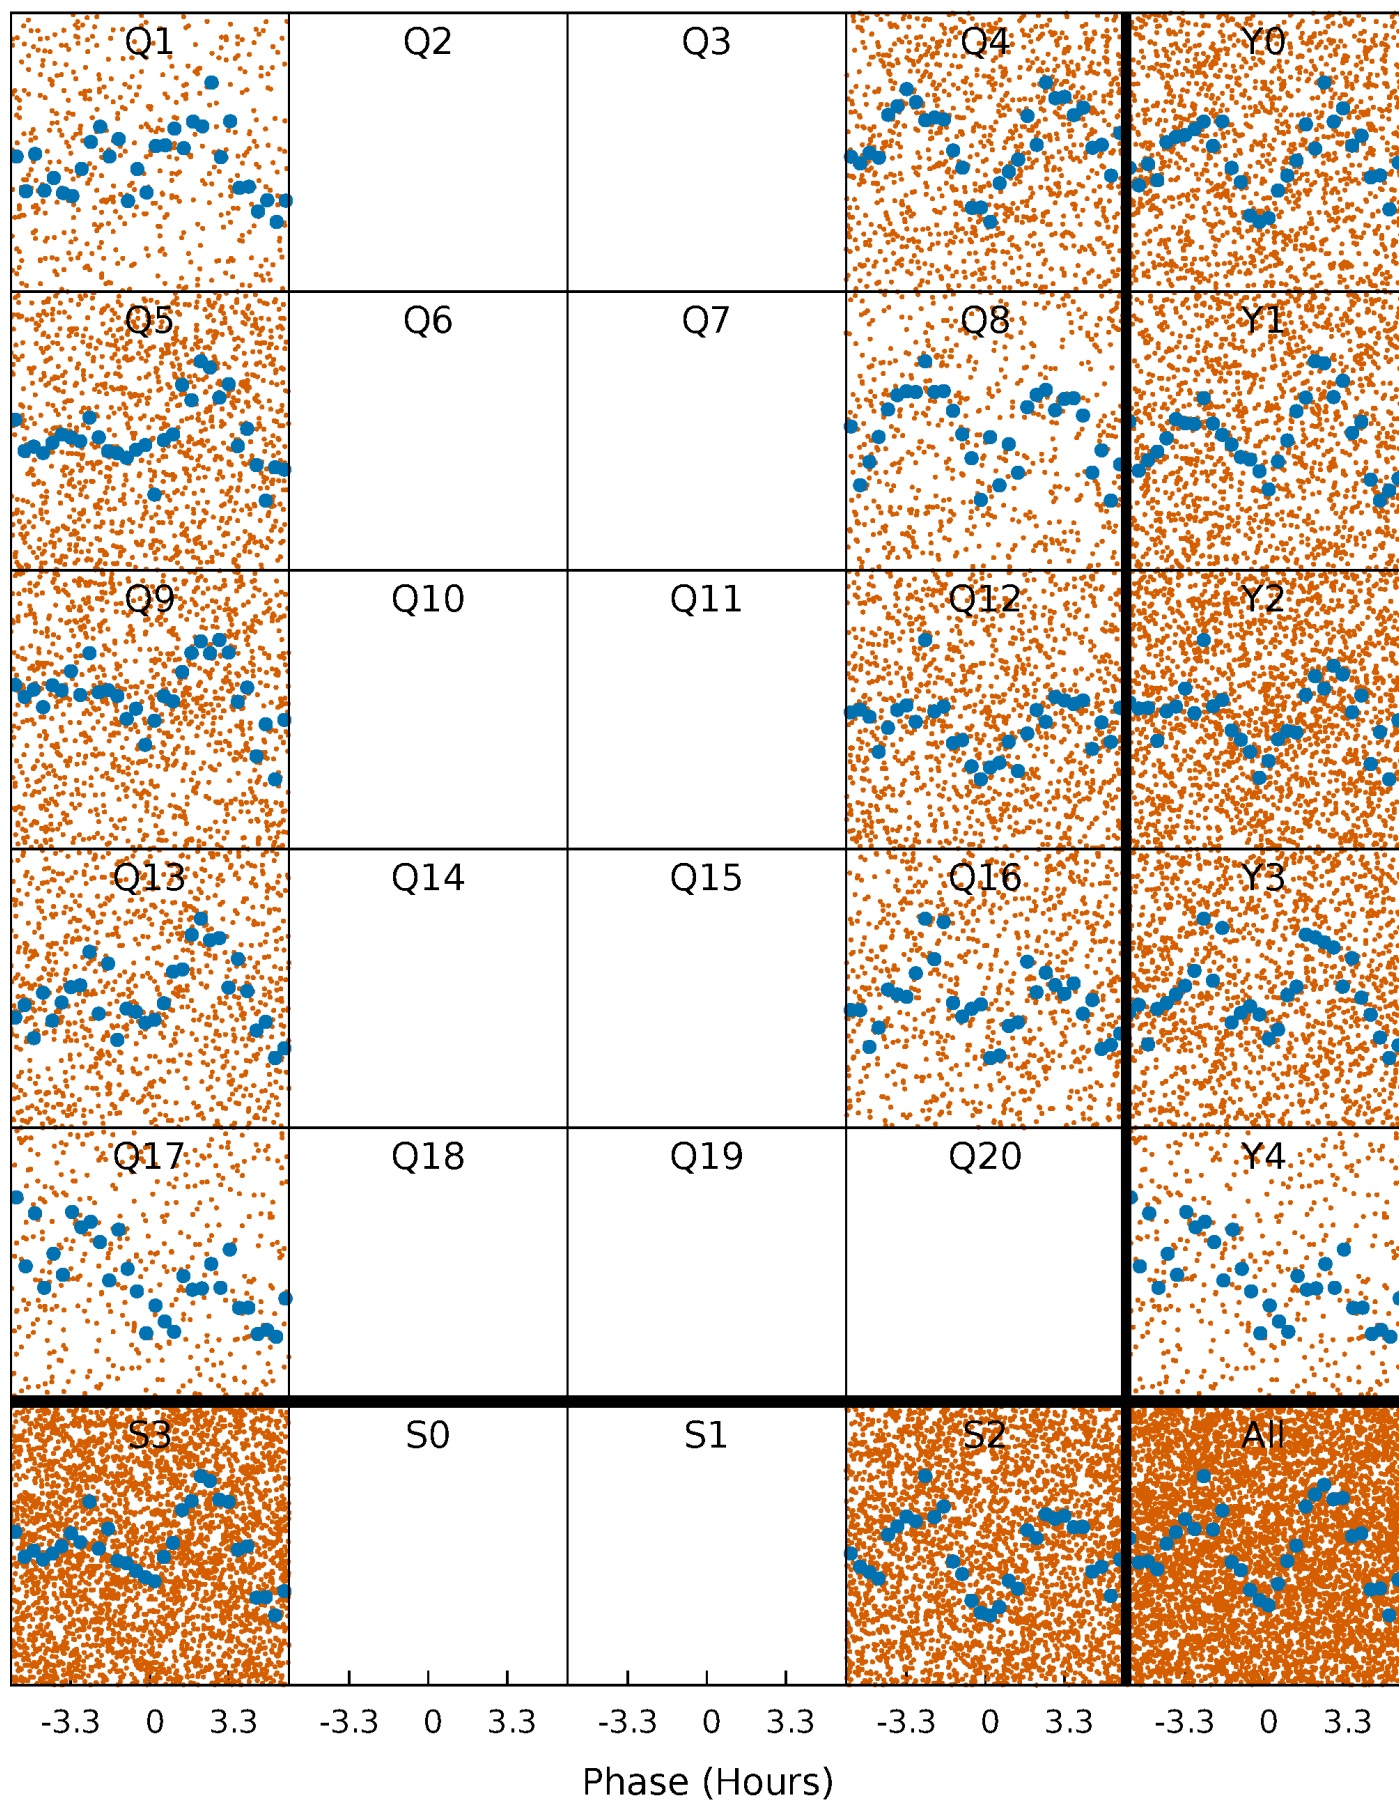 Q1 Q2 Q3 Q4 Y0
Q5 Q6 Q7 Q8 Y1
Q9 Q10 Q11 Q12 Y2
Q13 Q14 Q15 Q16 Y3
Q17 Q18 Q19 Q20 Y4
S3 S0 S1 S2 All
-3.3 0 3.3 -3.3 0 3.3 -3.3 0 3.3 -3.3 0 3.3 -3.3 0 3.3
Phase (Hours)